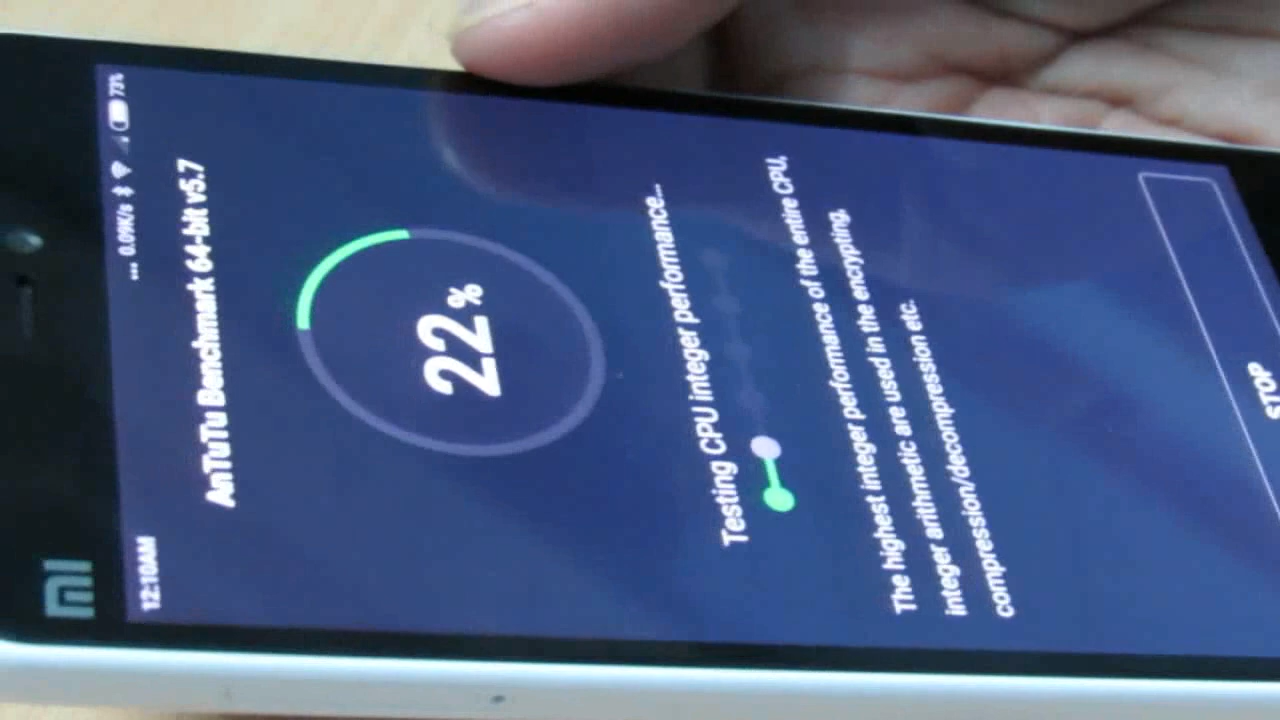 MI
12:10AM
... 0.09K/s
73%
AnTuTu Benchmark 64-bit v5.7
22%
Testing CPU integer performance...
The highest integer performance of the entire CPU,
integer arithmetic are used in the encrypting,
compression/decompression etc.
STOP